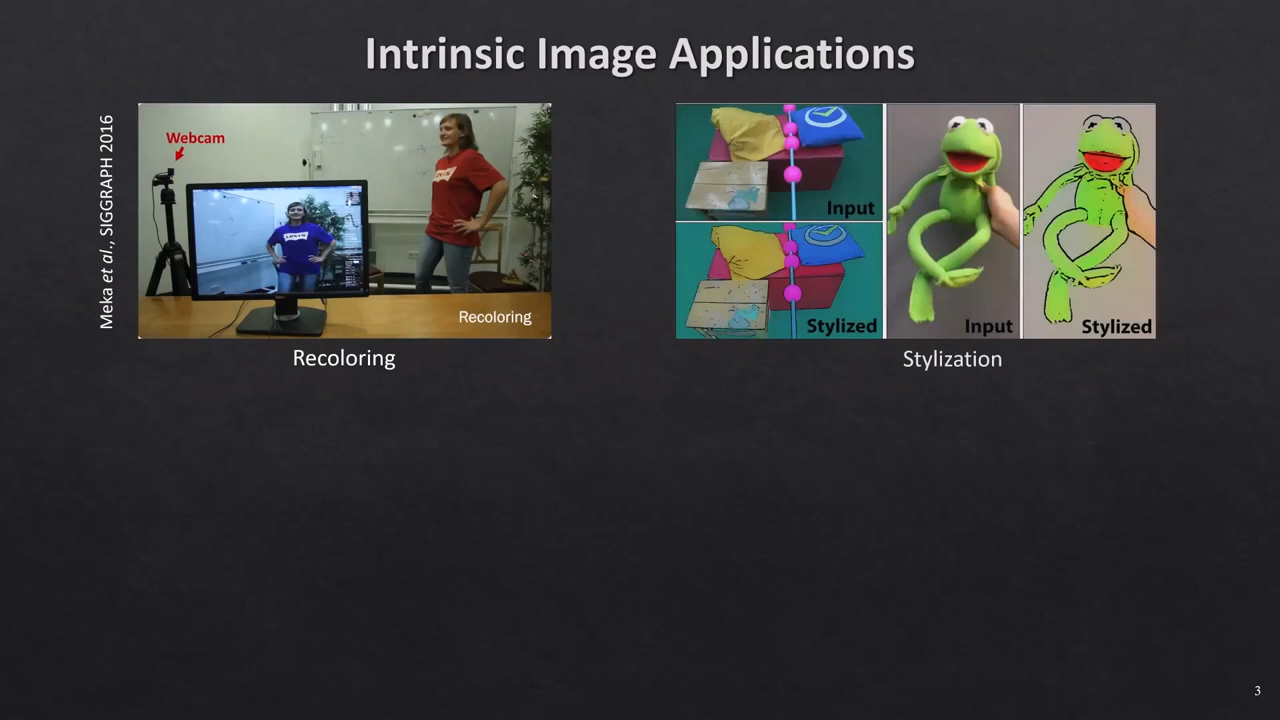 Intrinsic Image Applications
Meka et al., SIGGRAPH 2016
Webcam
Recoloring
Recoloring
Input
Stylized
Input
Stylized
Stylization
3